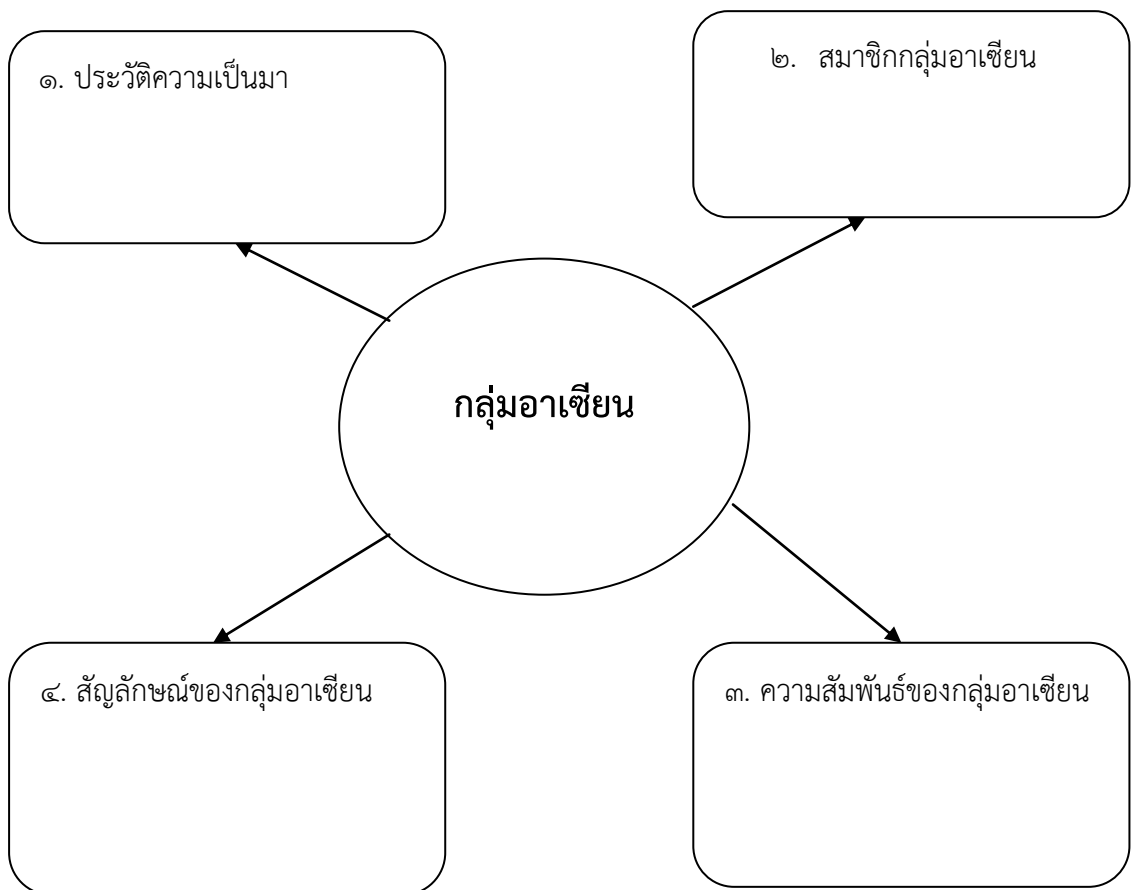 ๑. ประวัติความเป็นมา
๒. สมาชิกกลุ่มอาเซียน
กลุ่มอาเซียน
๔. สัญลักษณ์ของกลุ่มอาเซียน
๓. ความสัมพันธ์ของกลุ่มอาเซียน